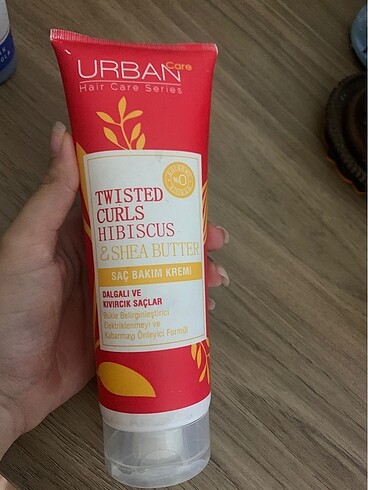 URBAN Care
Hair Care Series
%0
TWISTED
CURLS
HIBISCUS
& SHEA BUTTER
SAÇ BAKIM KREMİ
DALGALI VE
KIVIRCIK SAÇLAR
Bukle Belirginleştirici,
Elektriklenmeyi ve
Kabarmayı Önleyici Formül